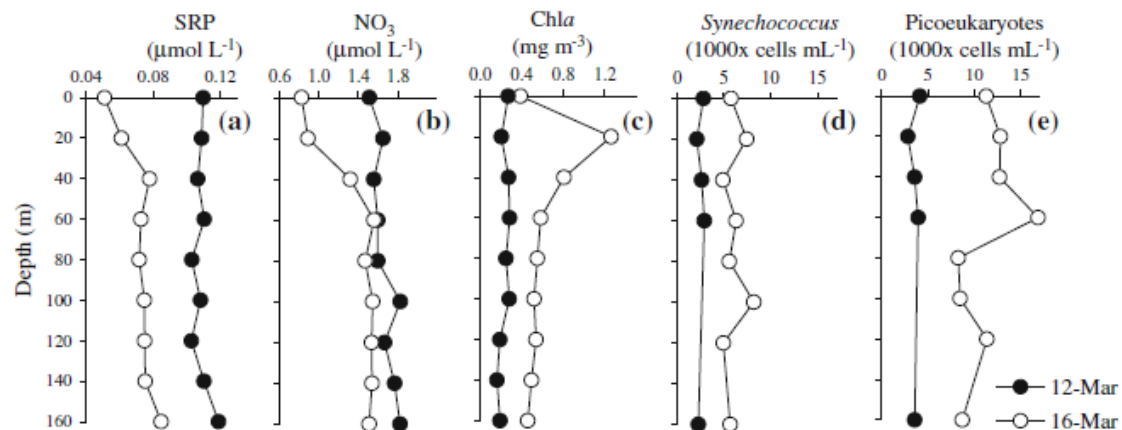 SRP
(μmol L-1)
0.04 0.08 0.12
NO3
(μmol L-1)
0.6 1.0 1.4 1.8
Chla
(mg m-3)
0.0 0.4 0.8 1.2
Synechococcus
(1000x cells mL-1)
0 5 10 15
Picoeukaryotes
(1000x cells mL-1)
0 5 10 15
Depth (m)
0
20
40
60
80
100
120
140
160
(a)
(b)
(c)
(d)
(e)
12-Mar
16-Mar